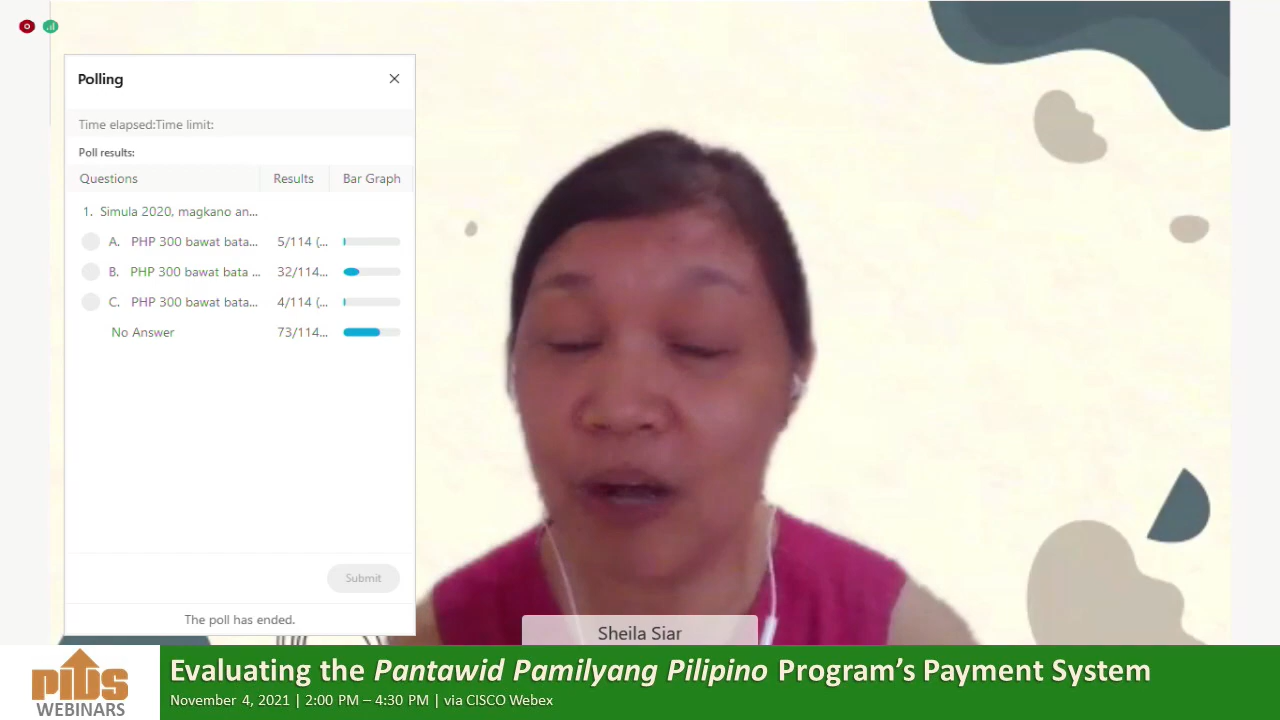 Polling
Time elapsed:Time limit:
Poll results:
Questions Results Bar Graph
1. Simula 2020, magkano an...
A. PHP 300 bawat bata... 5/114 (...
B. PHP 300 bawat bata ... 32/114...
C. PHP 300 bawat bata... 4/114 (...
No Answer 73/114...
Submit
The poll has ended.
Sheila Siar
PIDS
WEBINARS
Evaluating the Pantawid Pamilyang Pilipino Program's Payment System
November 4, 2021 | 2:00 PM – 4:30 PM | via CISCO Webex